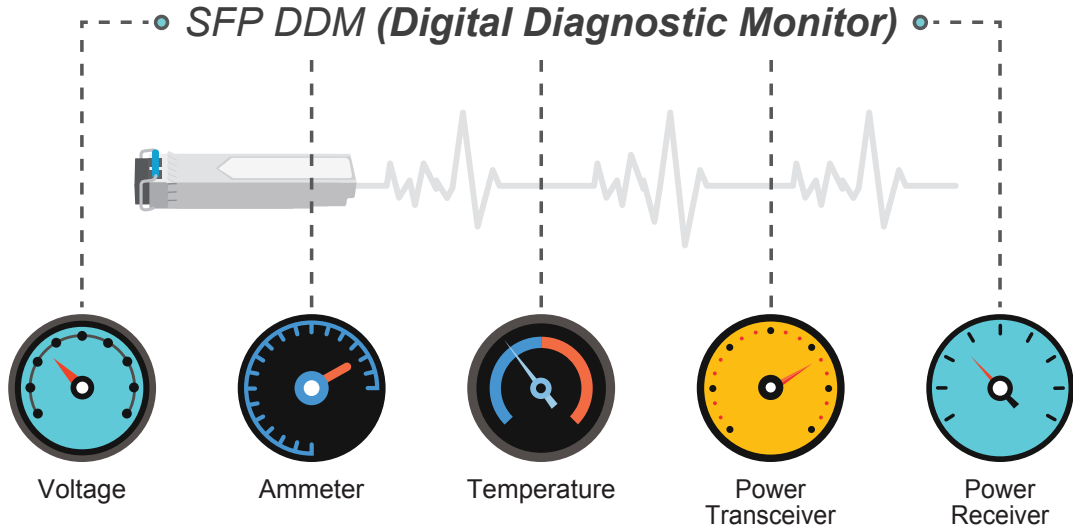 SFP DDM (Digital Diagnostic Monitor)
Voltage
Ammeter
Temperature
Power
Transceiver
Power
Receiver